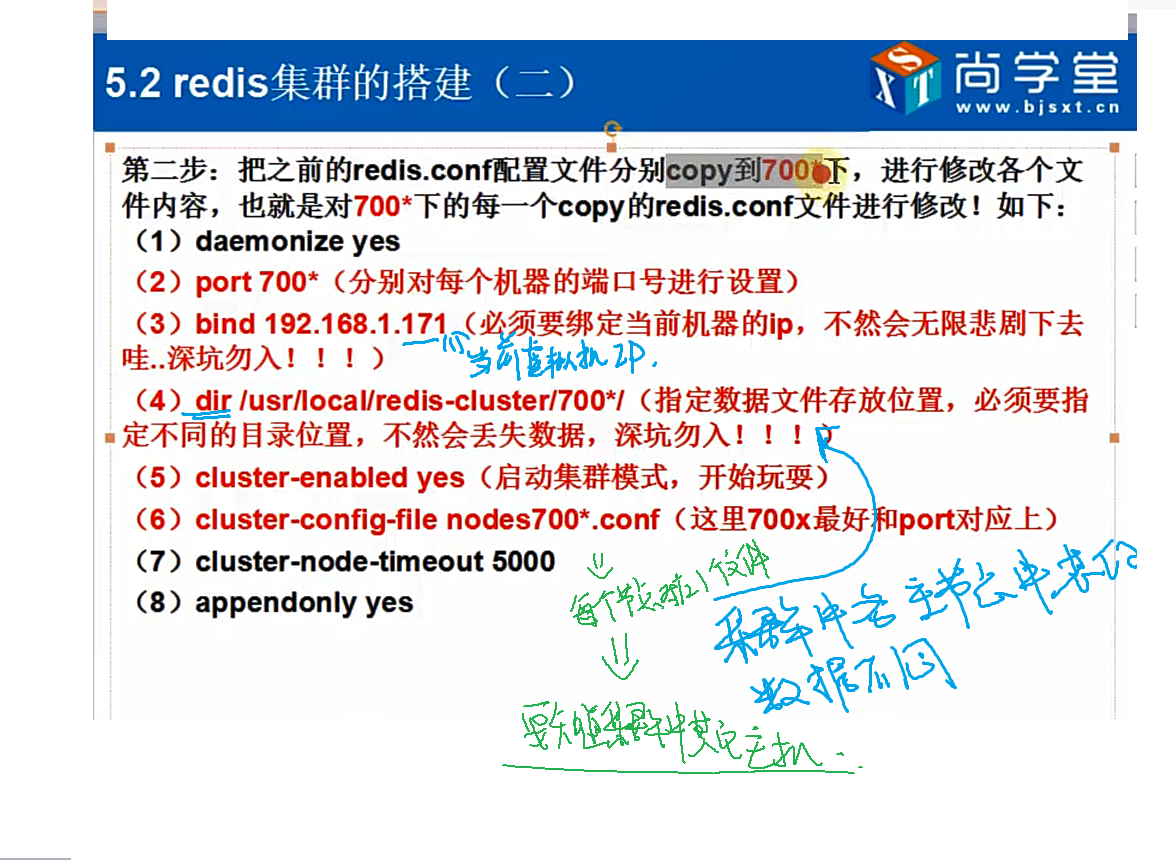 5.2 redis集群的搭建（二）
尚学堂
www.bjsxt.cn
第二步：把之前的redis.conf配置文件分别copy到700*下，进行修改各个文
件内容，也就是对700*下的每一个copy的redis.conf文件进行修改！如下：
（1）daemonize yes
（2）port 700*（分别对每个机器的端口号进行设置）
（3）bind 192.168.1.171（必须要绑定当前机器的ip，不然会无限悲剧下去
哇..深坑勿入！！！）
当前虚拟机IP.
（4）dir /usr/local/redis-cluster/700*/（指定数据文件存放位置，必须要指
定不同的目录位置，不然会丢失数据，深坑勿入！！！）
（5）cluster-enabled yes（启动集群模式，开始玩耍）
（6）cluster-config-file nodes700*.conf（这里700x最好和port对应上）
（7）cluster-node-timeout 5000
每个节点对应1个文件
（8）appendonly yes
集群中各主节点中
数据不同
要知道集群中其它主机